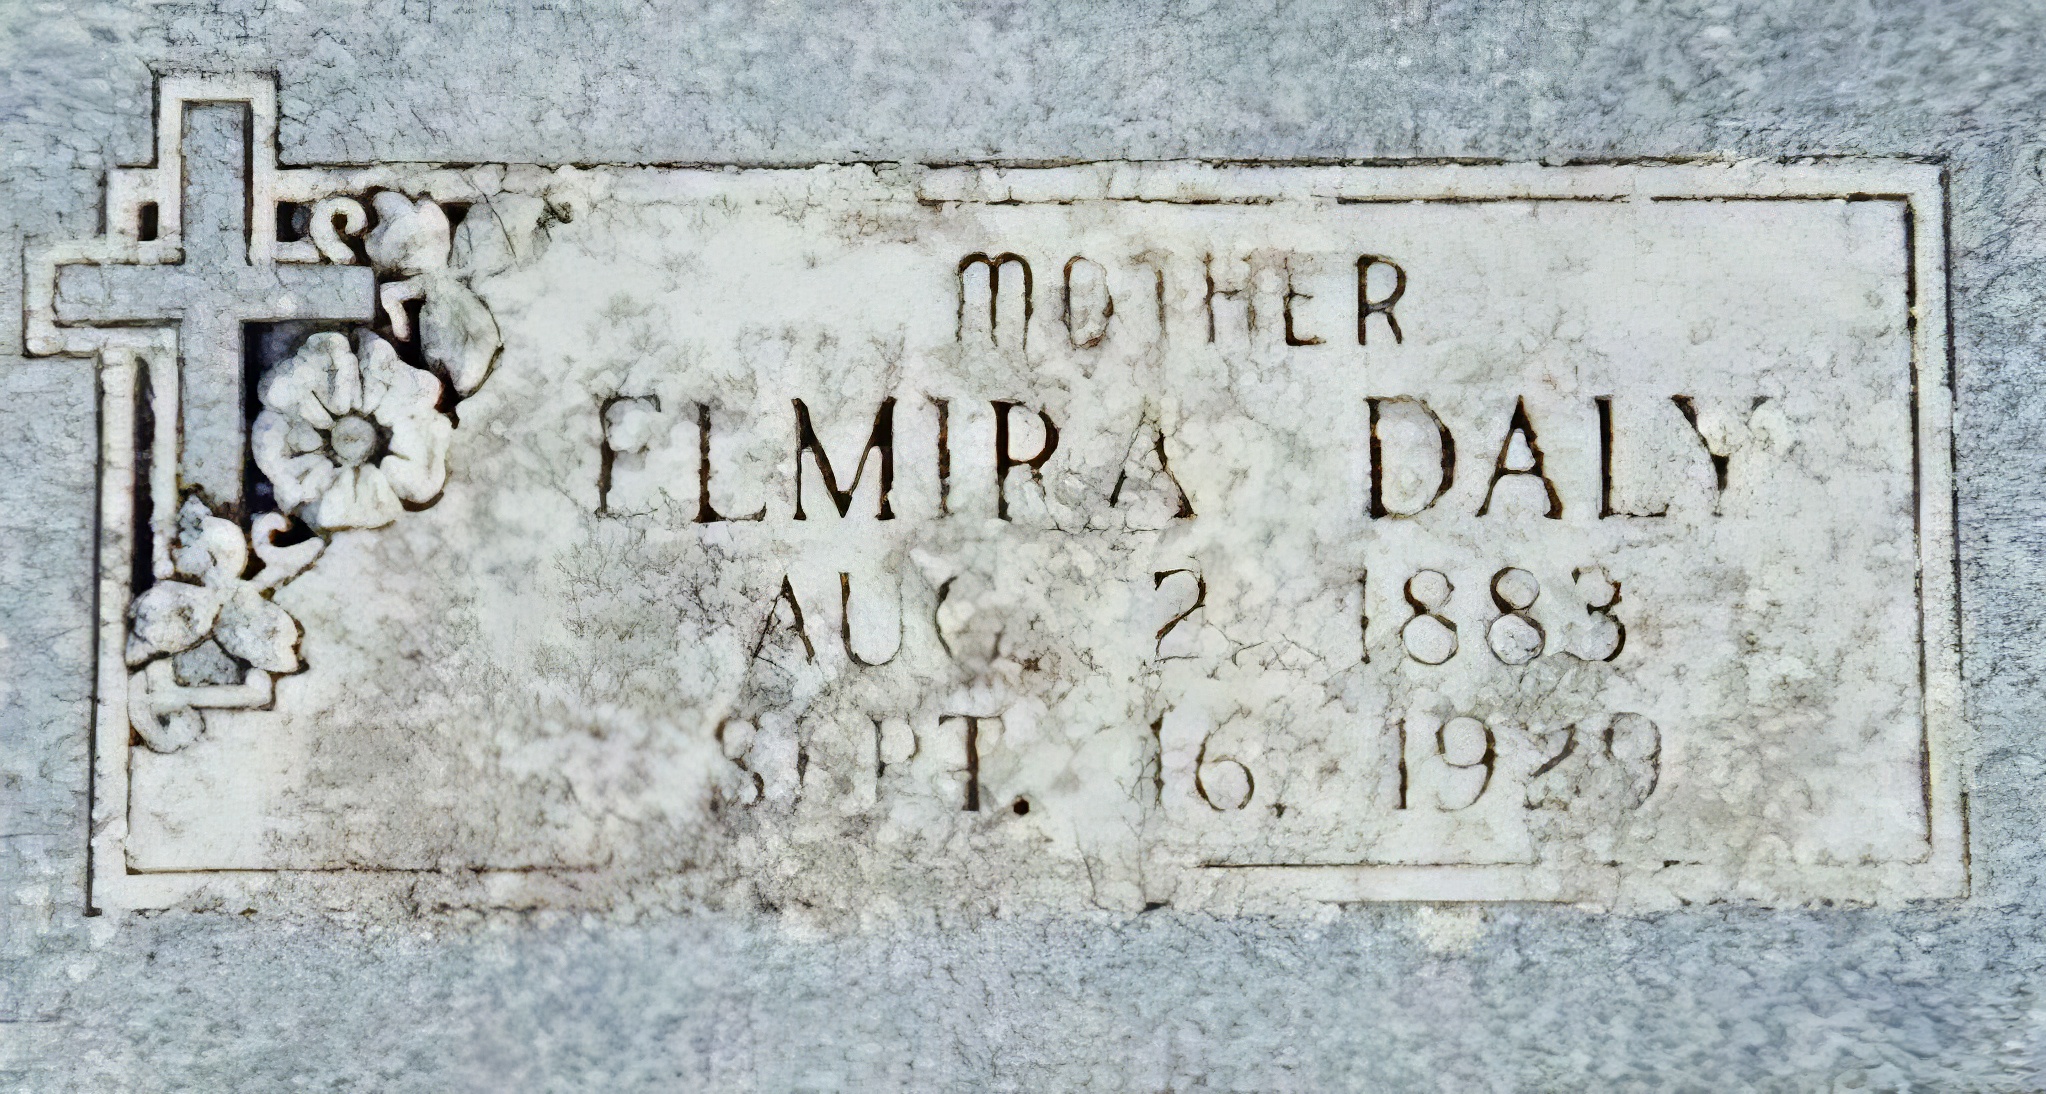 MOTHER
ELMIRA DALY
AUG 2 1883
SEPT. 16. 1929